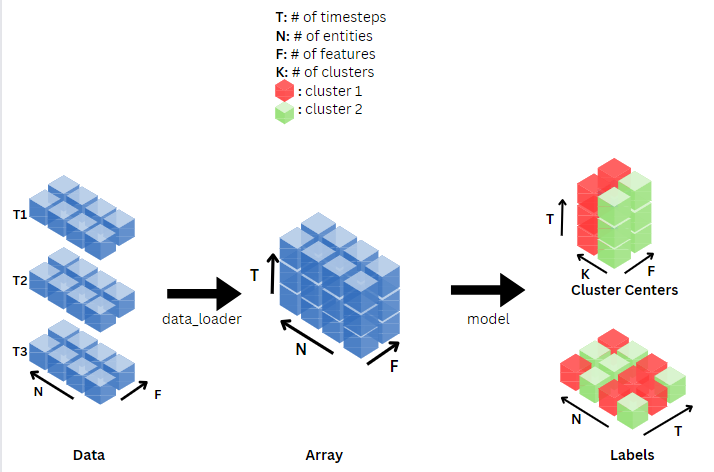 T: # of timesteps
N: # of entities
F: # of features
K: # of clusters
: cluster 1
: cluster 2
T1
T2
T3
N
F
Data
data_loader
T
N
F
Array
model
T
K
F
Cluster Centers
N
T
Labels